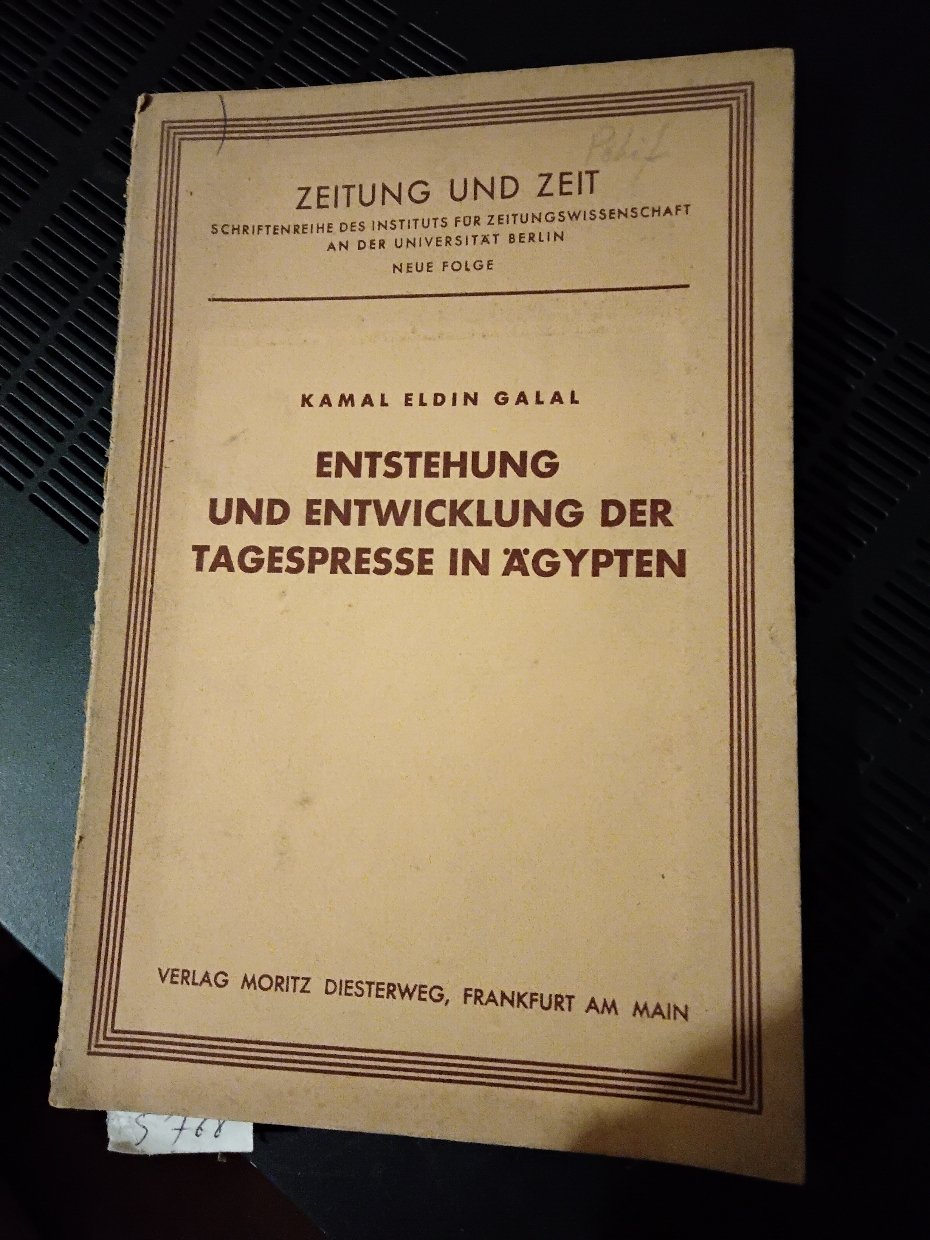 ZEITUNG UND ZEIT
SCHRIFTENREIHE DES INSTITUTS FÜR ZEITUNGSWISSENSCHAFT
AN DER UNIVERSITÄT BERLIN
NEUE FOLGE
KAMAL ELDIN GALAL
ENTSTEHUNG
UND ENTWICKLUNG DER
TAGESPRESSE IN ÄGYPTEN
VERLAG MORITZ DIESTERWEG, FRANKFURT AM MAIN